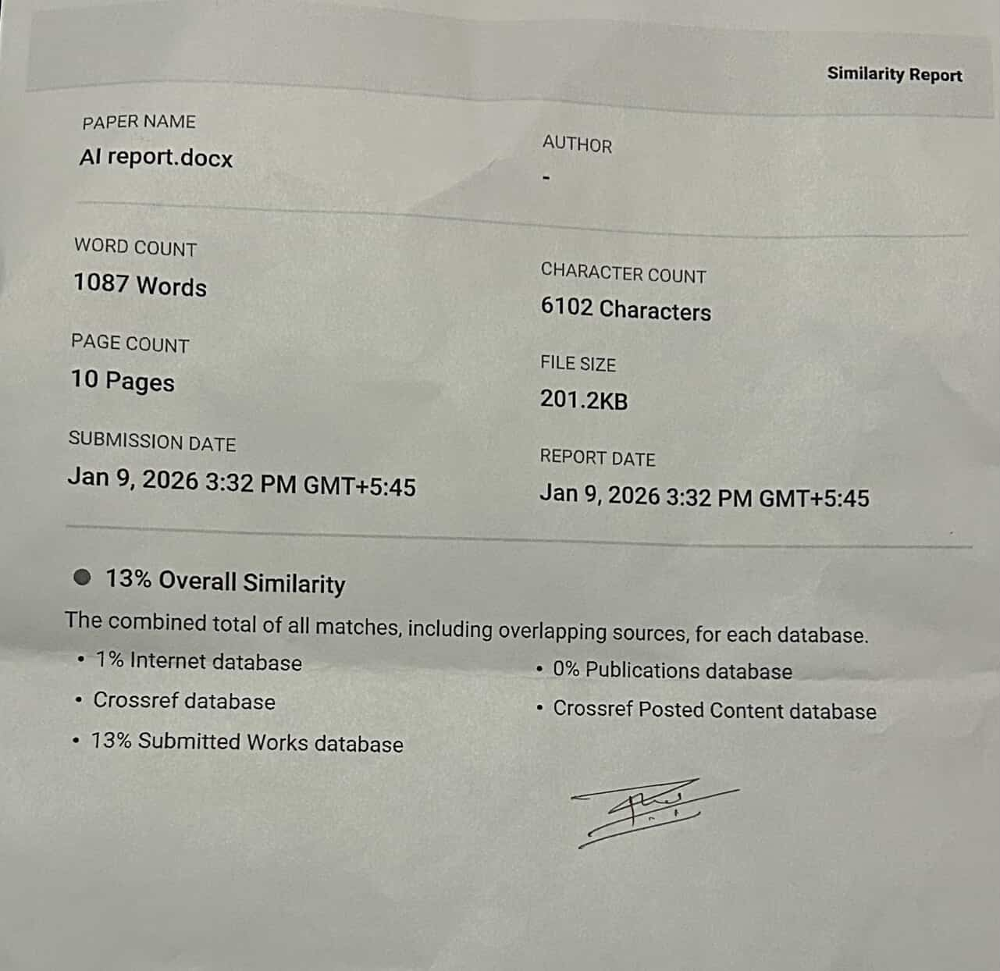 Similarity Report
PAPER NAME
AI report.docx
AUTHOR
-
WORD COUNT
1087 Words
CHARACTER COUNT
6102 Characters
PAGE COUNT
10 Pages
FILE SIZE
201.2KB
SUBMISSION DATE
Jan 9, 2026 3:32 PM GMT+5:45
REPORT DATE
Jan 9, 2026 3:32 PM GMT+5:45
● 13% Overall Similarity
The combined total of all matches, including overlapping sources, for each database.
• 1% Internet database
• 0% Publications database
• Crossref database
• Crossref Posted Content database
• 13% Submitted Works database